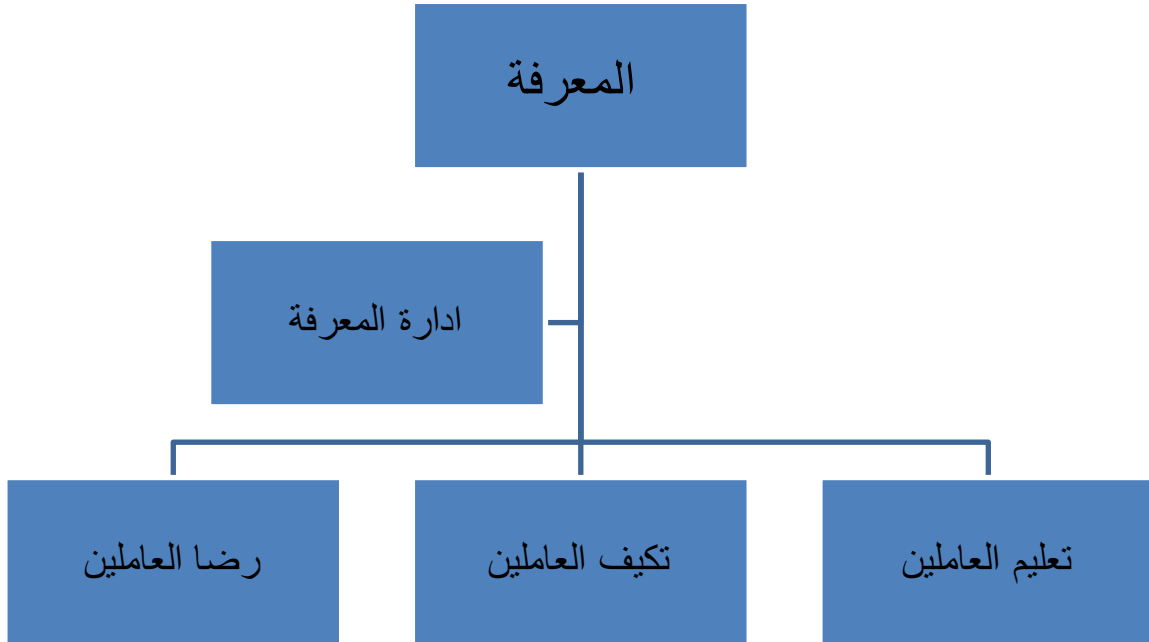 المعرفة
ادارة المعرفة
تعليم العاملين
تكيف العاملين
رضا العاملين